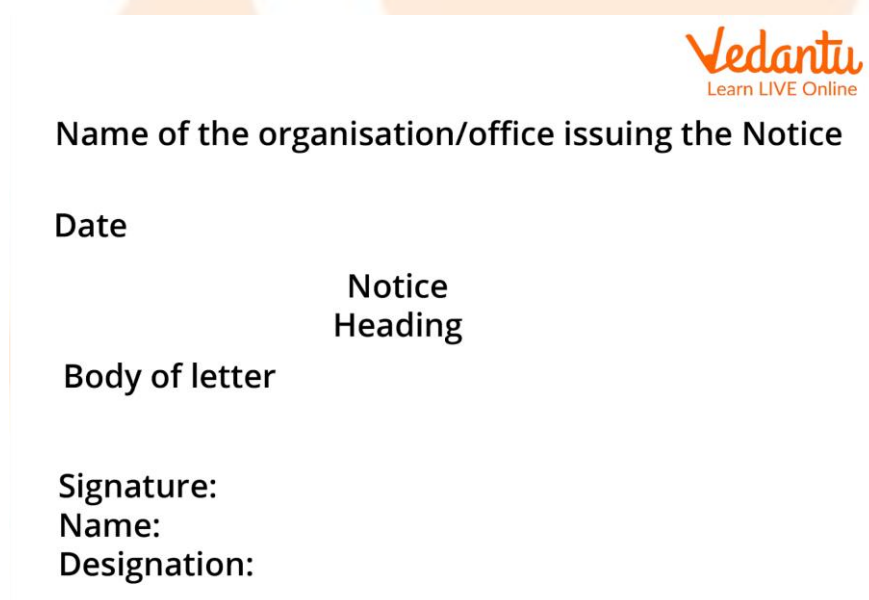 Vedantu
Learn LIVE Online
Name of the organisation/office issuing the Notice
Date
Notice
Heading
Body of letter
Signature:
Name:
Designation: